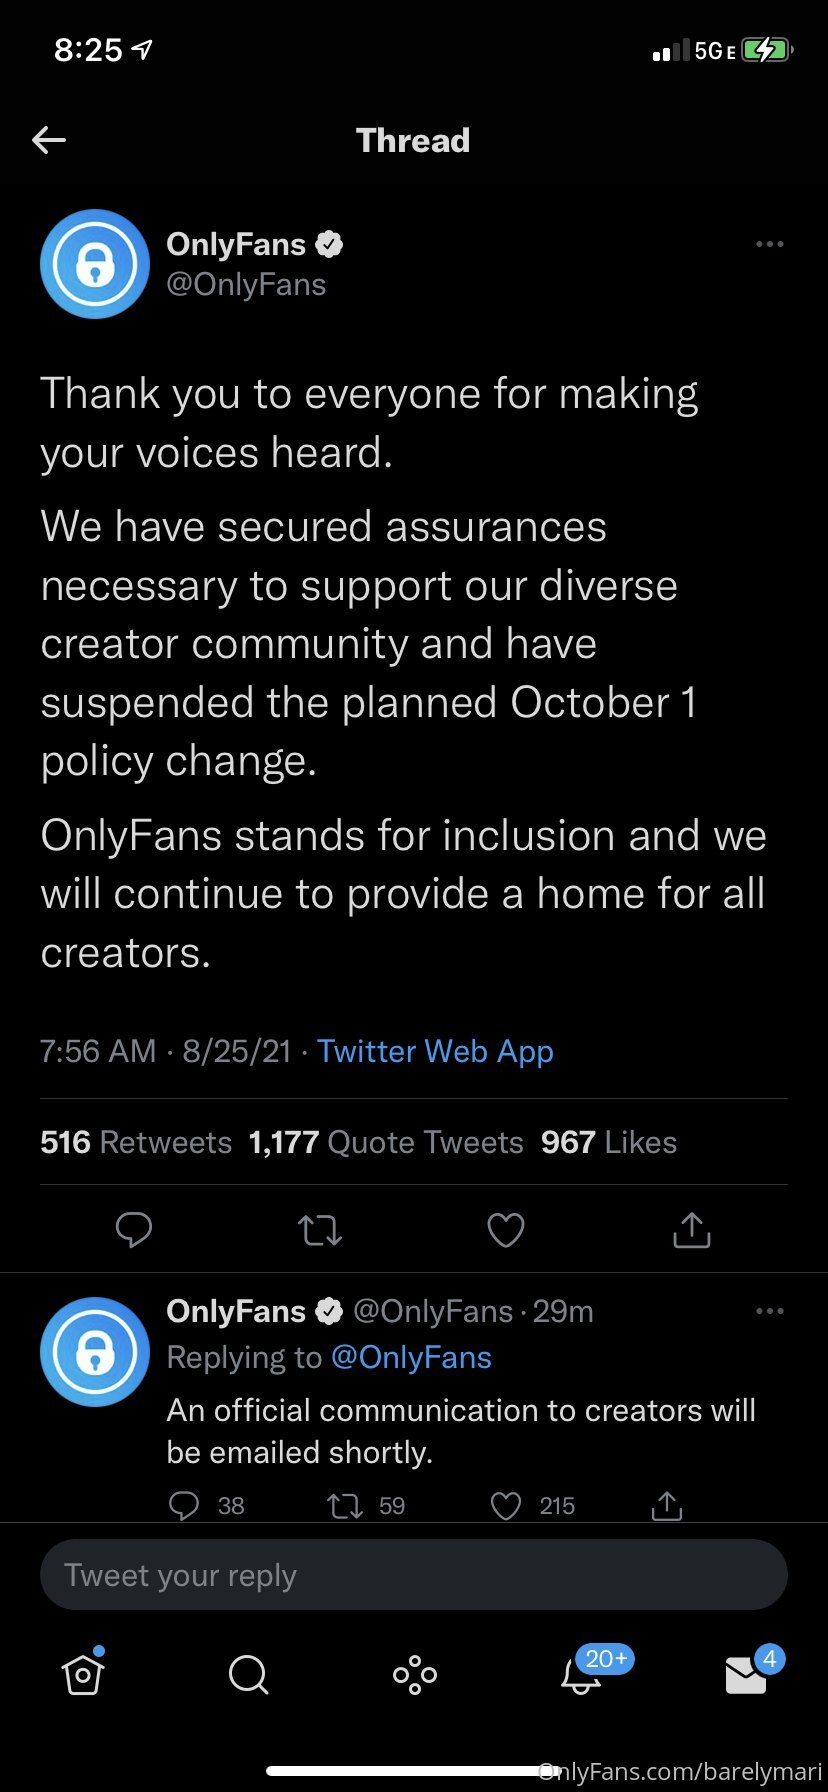 8:25 5GE
Thread
OnlyFans
@OnlyFans
Thank you to everyone for making
your voices heard.
We have secured assurances
necessary to support our diverse
creator community and have
suspended the planned October 1
policy change.
OnlyFans stands for inclusion and we
will continue to provide a home for all
creators.
7:56 AM · 8/25/21 · Twitter Web App
516 Retweets 1,177 Quote Tweets 967 Likes
OnlyFans @OnlyFans · 29m
Replying to @OnlyFans
An official communication to creators will
be emailed shortly.
38 59 215
Tweet your reply
20+ 4
OnlyFans.com/barelymari